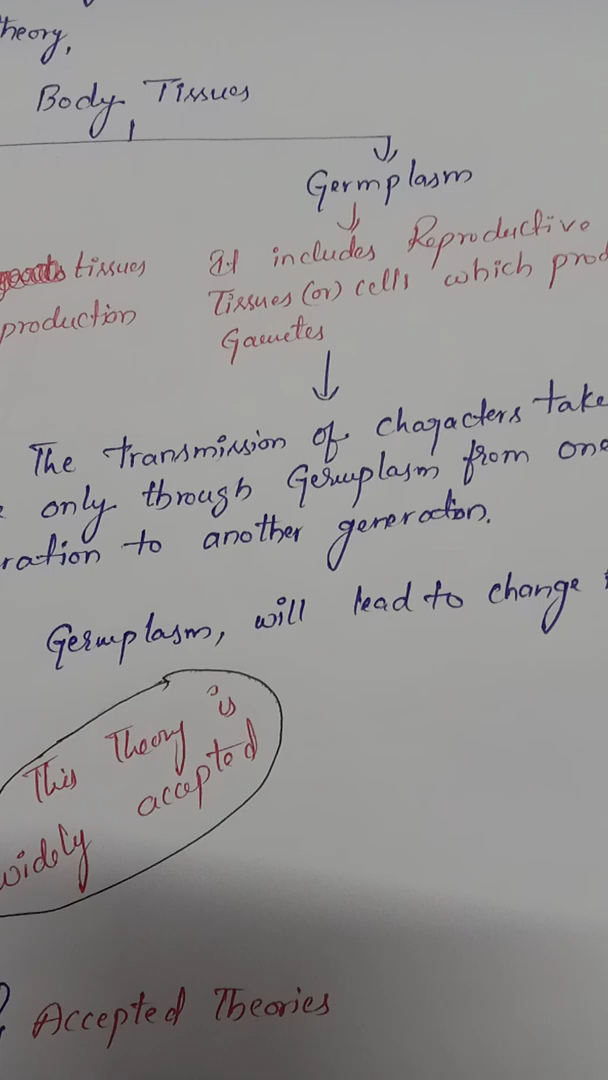 heory,
Body Tissues
Germplasm
tissues
production
It includes Reproductive
Tissues (or) cells which prod
Gametes
The transmission of characters take
only through Germplasm from one
ration to another generation.
Germplasm, will lead to change
This Theory is
widely accepted
Accepted Theories